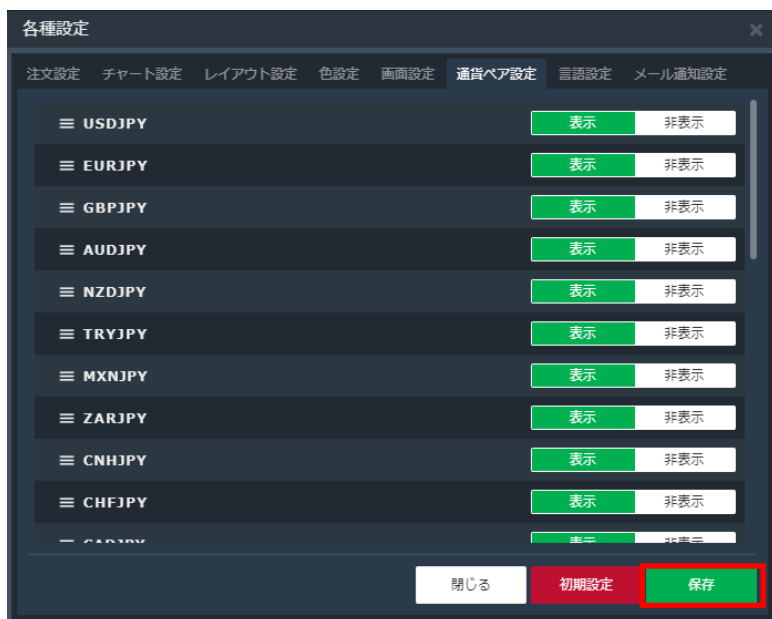 各種設定
注文設定 チャート設定 レイアウト設定 色設定 画面設定 通貨ペア設定 言語設定 メール通知設定
USDJPY 表示 非表示
EURJPY 表示 非表示
GBPJPY 表示 非表示
AUDJPY 表示 非表示
NZDJPY 表示 非表示
TRYJPY 表示 非表示
MXNJPY 表示 非表示
ZARJPY 表示 非表示
CNHJPY 表示 非表示
CHFJPY 表示 非表示
CADJPY 表示 非表示
閉じる 初期設定 保存